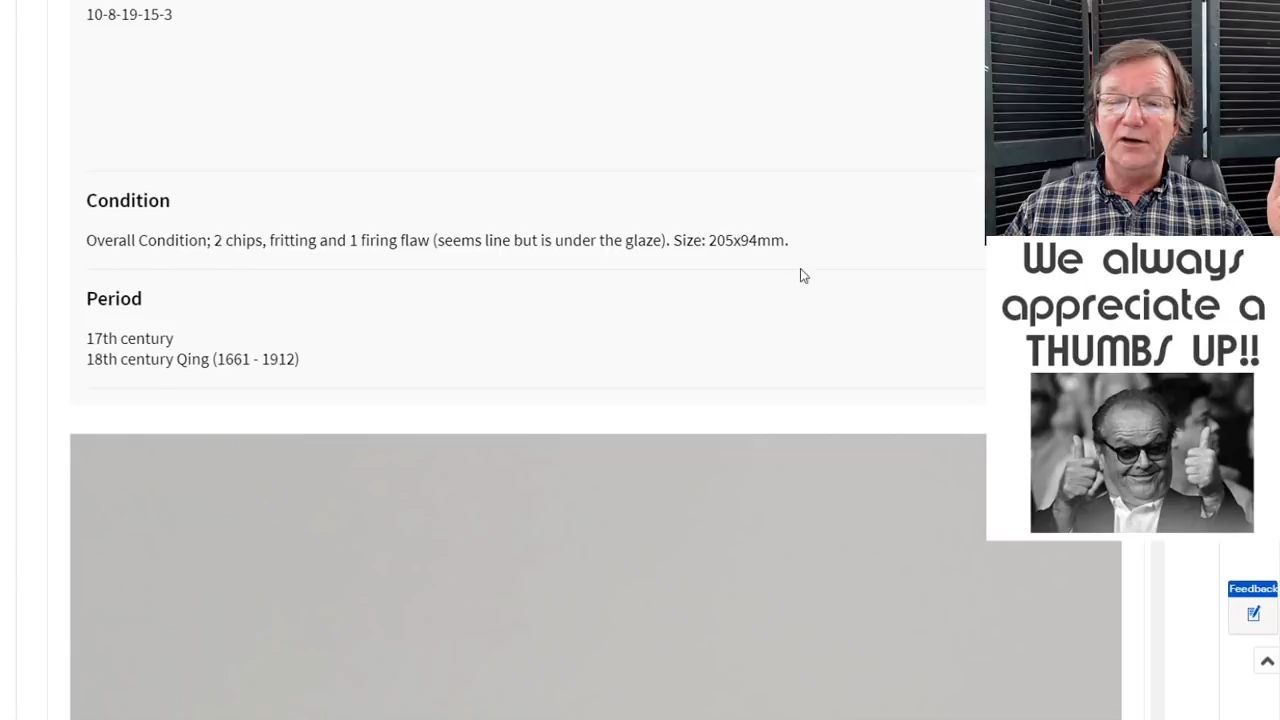 10-8-19-15-3
Condition
Overall Condition; 2 chips, fritting and 1 firing flaw (seems line but is under the glaze). Size: 205x94mm.
Period
17th century
18th century Qing (1661 - 1912)
We always
appreciate a
THUMBS UP!!
Feedback